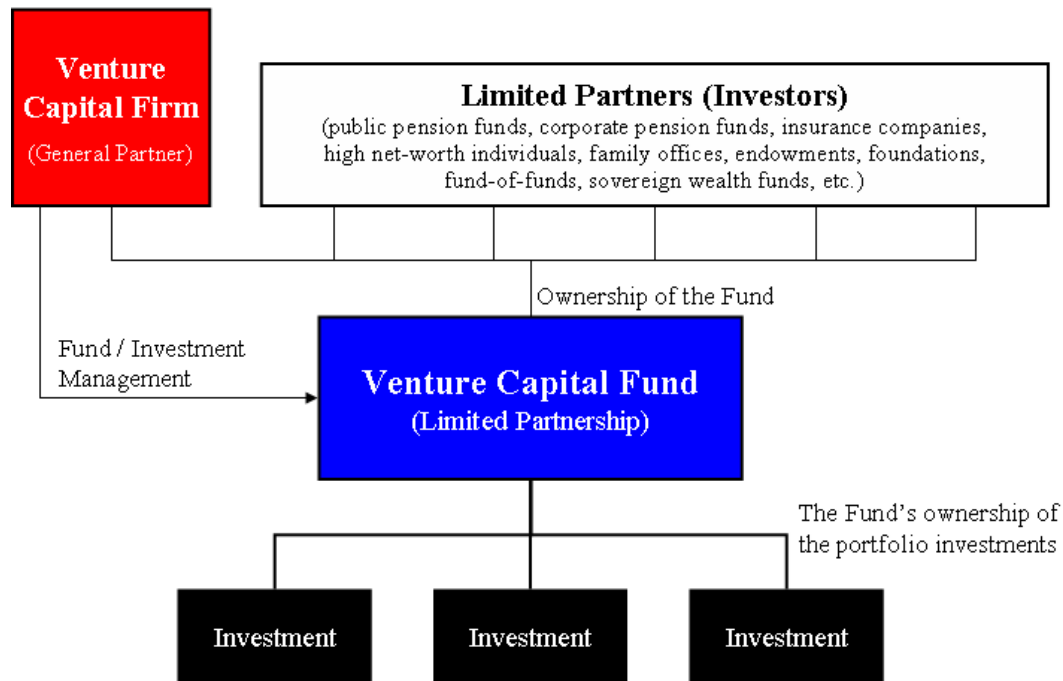 Venture
Capital Firm
(General Partner)
Limited Partners (Investors)
(public pension funds, corporate pension funds, insurance companies,
high net-worth individuals, family offices, endowments, foundations,
fund-of-funds, sovereign wealth funds, etc.)
Ownership of the Fund
Fund / Investment
Management
Venture Capital Fund
(Limited Partnership)
The Fund's ownership of
the portfolio investments
Investment
Investment
Investment